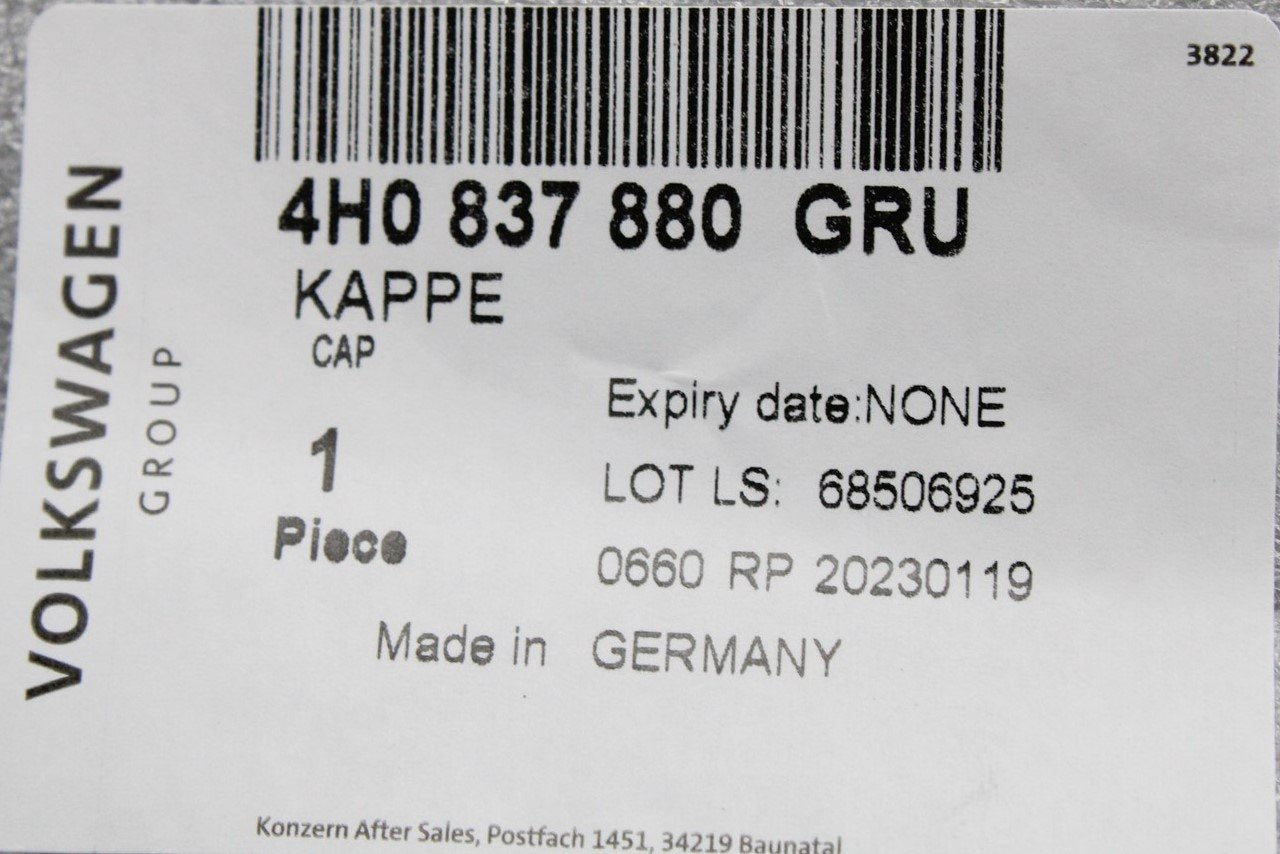 3822
VOLKSWAGEN
GROUP
4H0 837 880 GRU
KAPPE
CAP
Expiry date:NONE
1
LOT LS: 68506925
Piece
0660 RP 20230119
Made in GERMANY
Konzern After Sales, Postfach 1451, 34219 Baunatal